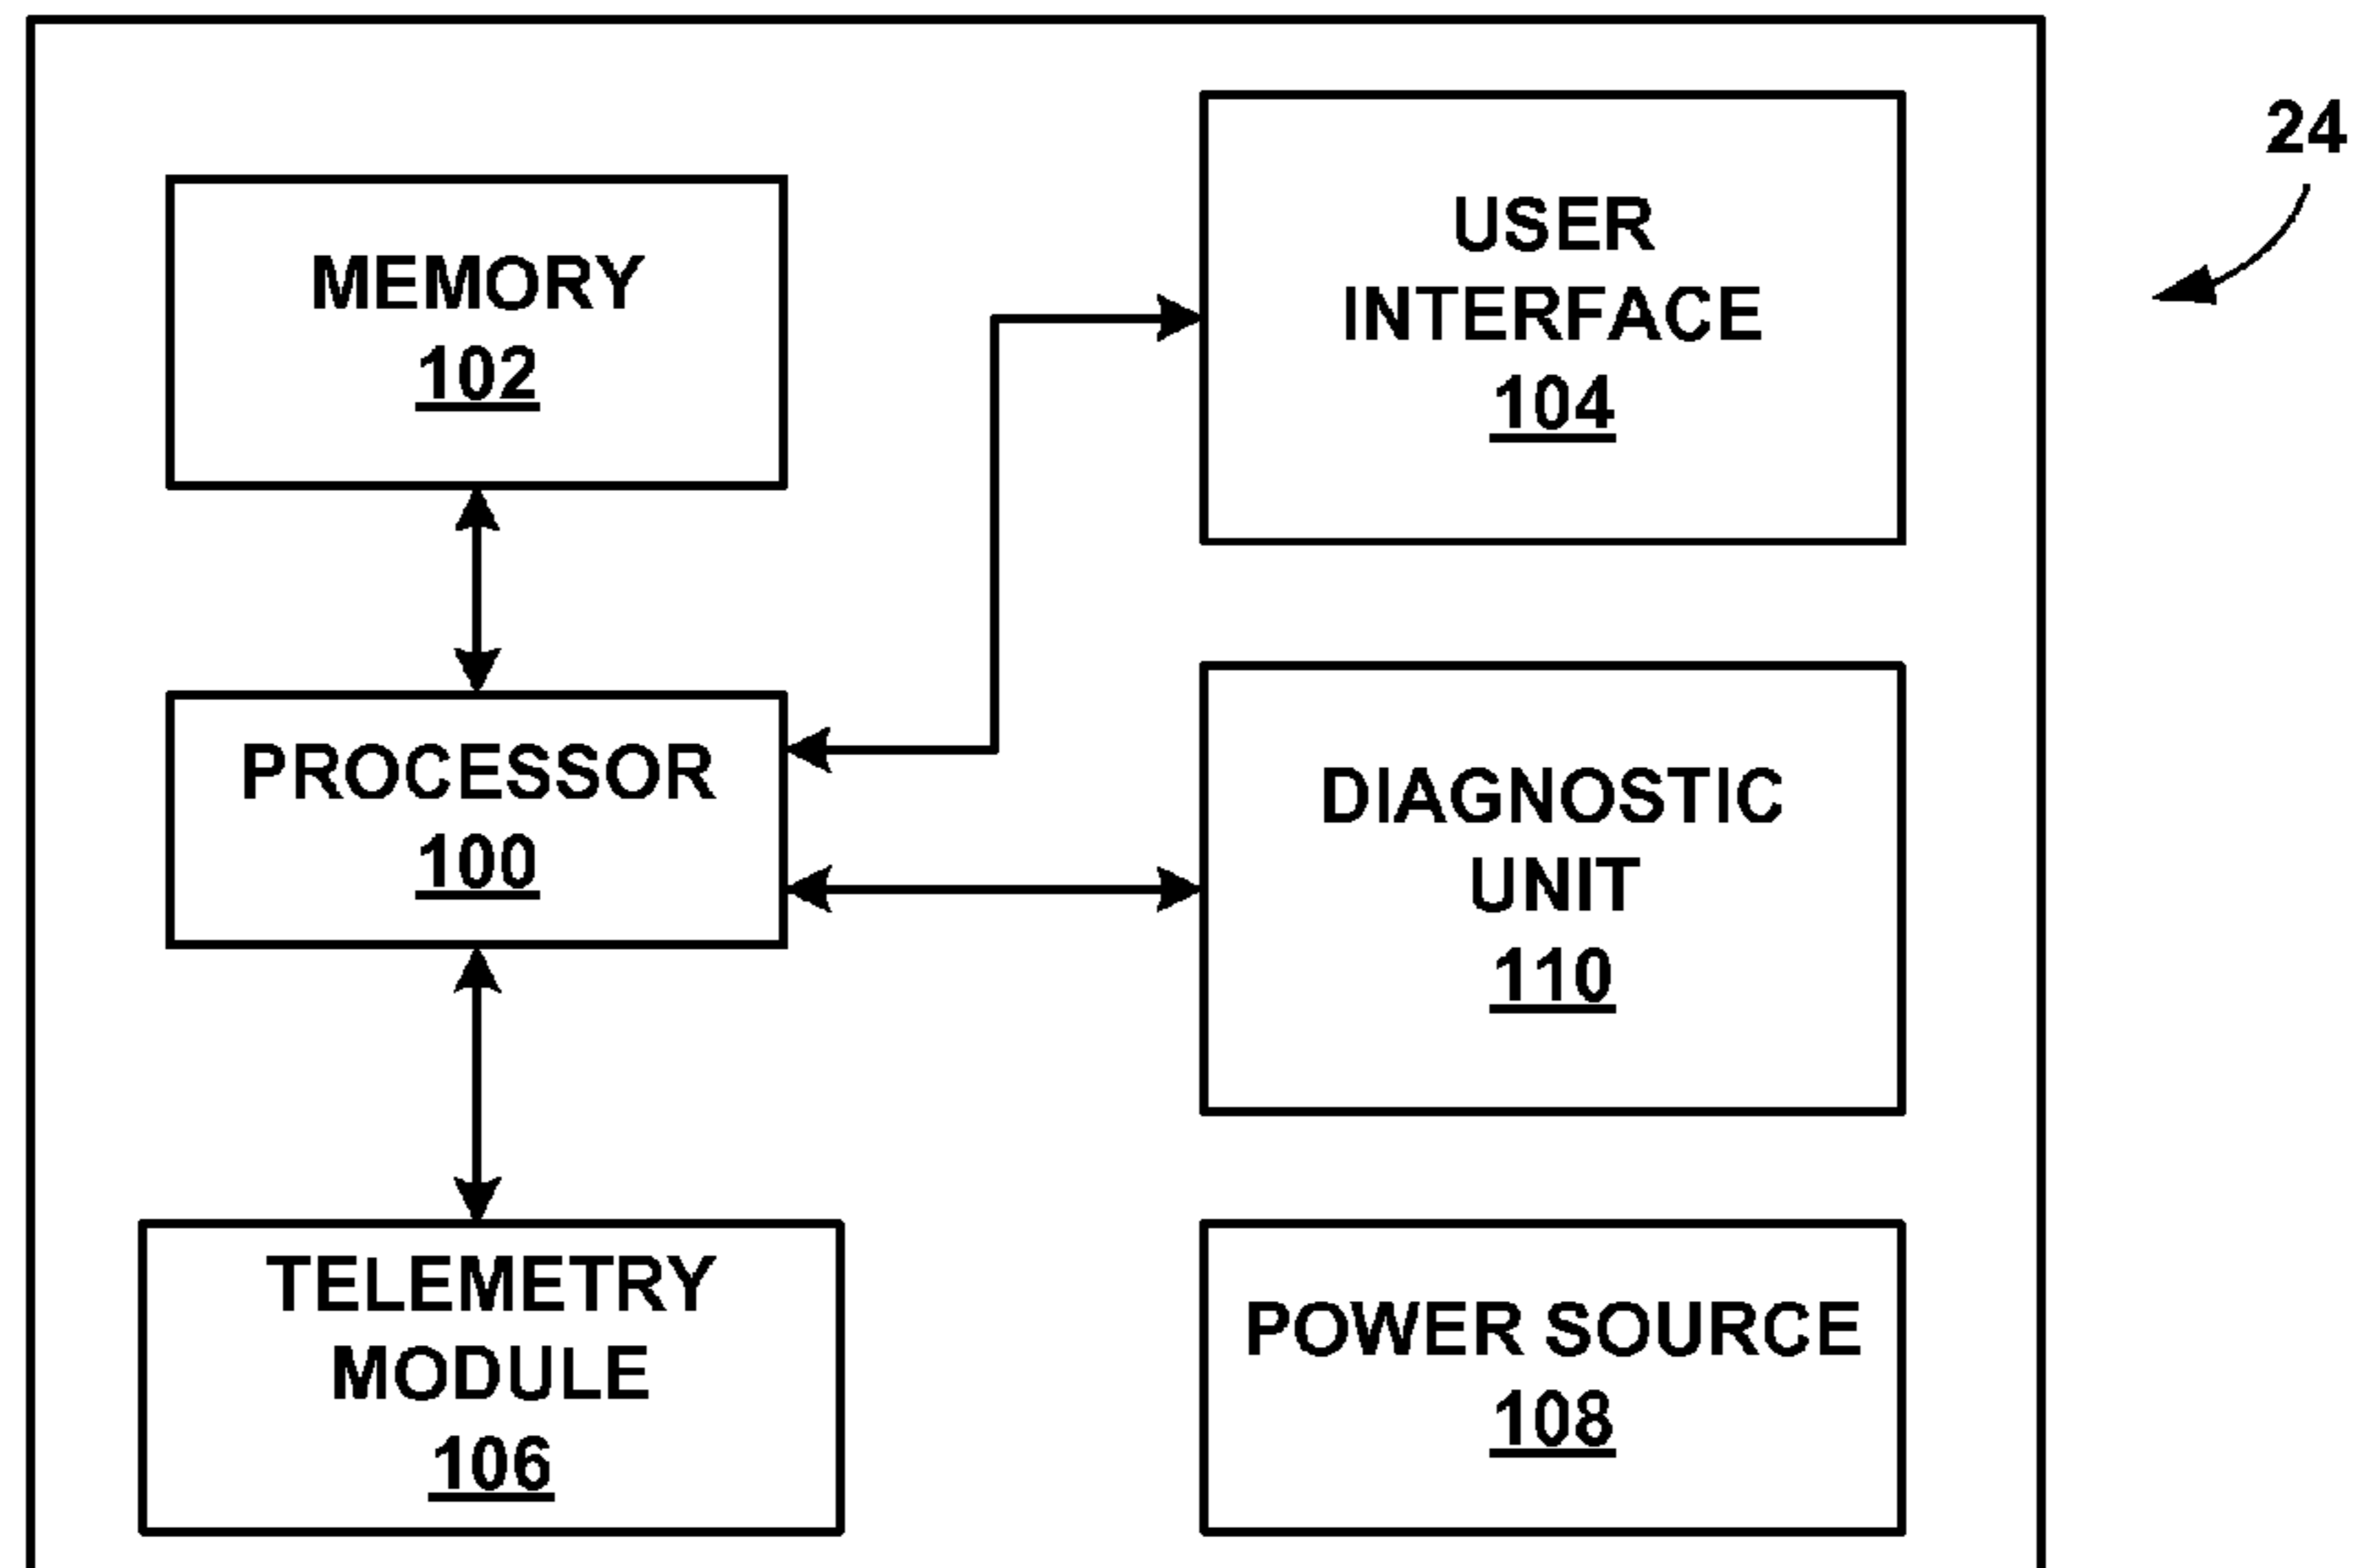 24
MEMORY
102
USER
INTERFACE
104
PROCESSOR
100
DIAGNOSTIC
UNIT
110
TELEMETRY
MODULE
106
POWER SOURCE
108